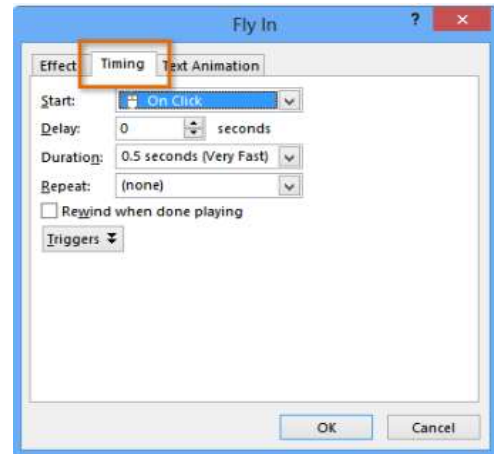 Fly In
?
Effect Timing Text Animation
Start: On Click
Delay: 0 seconds
Duration: 0.5 seconds (Very Fast)
Repeat: (none)
Rewind when done playing
Triggers
OK Cancel